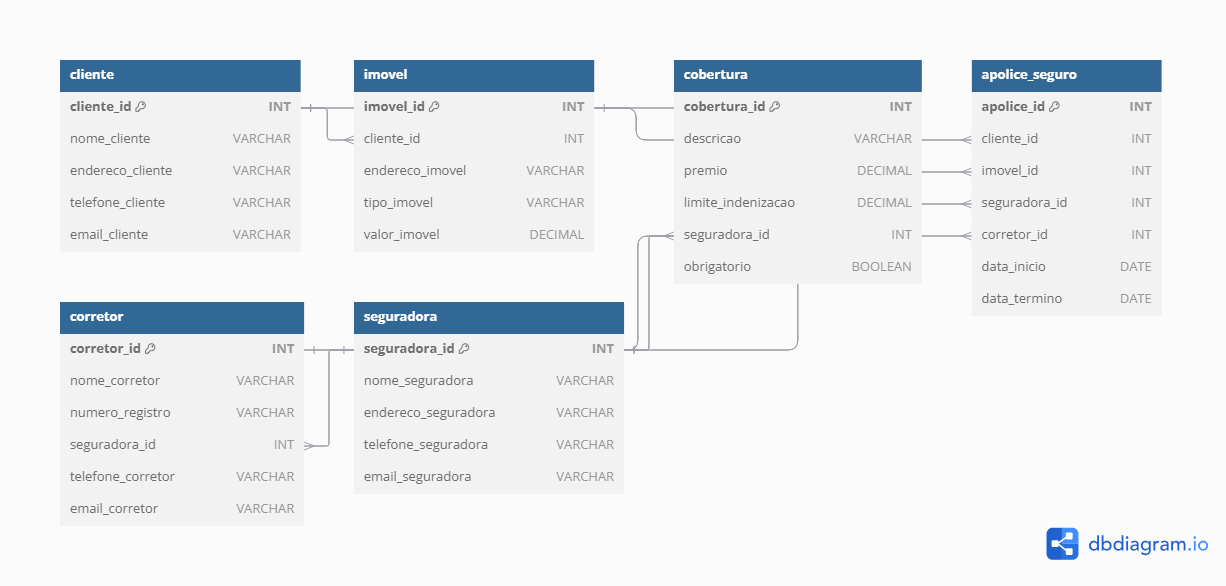 cliente
cliente_id INT
nome_cliente VARCHAR
endereco_cliente VARCHAR
telefone_cliente VARCHAR
email_cliente VARCHAR
imovel
imovel_id INT
cliente_id INT
endereco_imovel VARCHAR
tipo_imovel VARCHAR
valor_imovel DECIMAL
cobertura
cobertura_id INT
descricao VARCHAR
premio DECIMAL
limite_indenizacao DECIMAL
seguradora_id INT
obrigatorio BOOLEAN
apolice_seguro
apolice_id INT
cliente_id INT
imovel_id INT
seguradora_id INT
corretor_id INT
data_inicio DATE
data_termino DATE
corretor
corretor_id INT
nome_corretor VARCHAR
numero_registro VARCHAR
seguradora_id INT
telefone_corretor VARCHAR
email_corretor VARCHAR
seguradora
seguradora_id INT
nome_seguradora VARCHAR
endereco_seguradora VARCHAR
telefone_seguradora VARCHAR
email_seguradora VARCHAR
dbdiagram.io